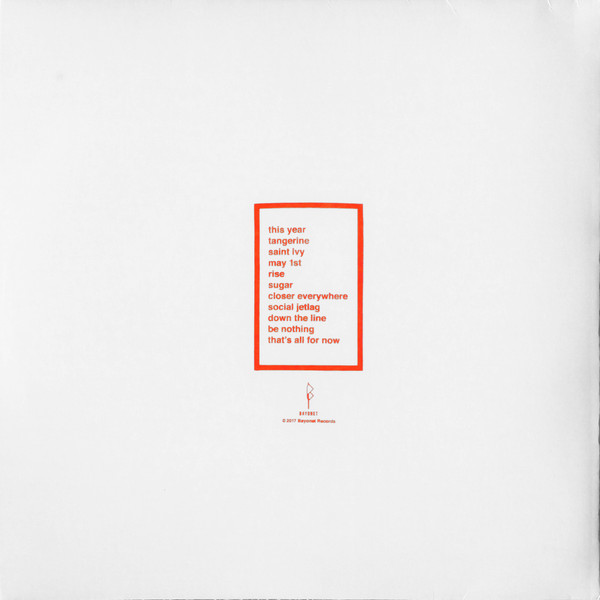 this year
tangerine
saint ivy
may 1st
rise
sugar
closer everywhere
social jetlag
down the line
be nothing
that's all for now
BAYONET
©2017 Bayonet Records